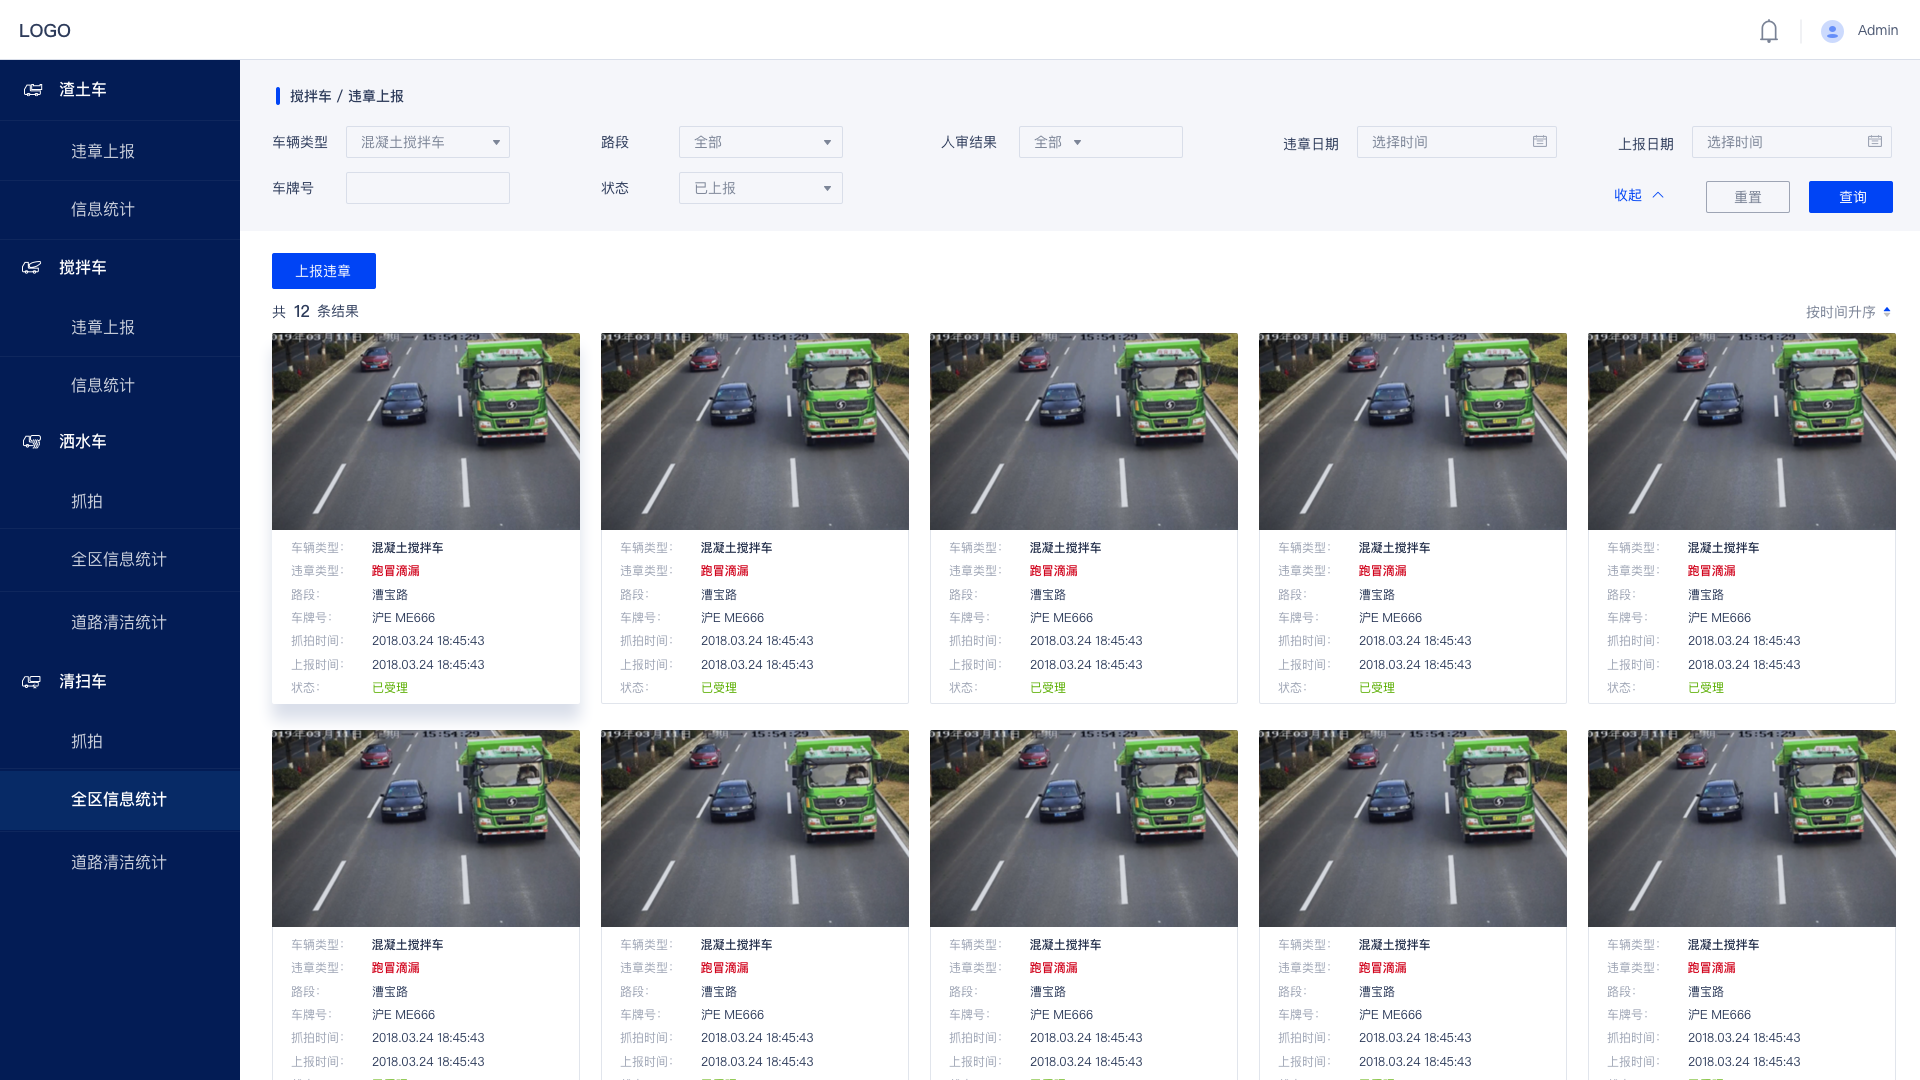 LOGO
Admin
渣土车
违章上报
信息统计
搅拌车
违章上报
信息统计
洒水车
抓拍
全区信息统计
道路清洁统计
清扫车
抓拍
全区信息统计
道路清洁统计
搅拌车 / 违章上报
车辆类型 混凝土搅拌车 路段 全部 人审结果 全部 违章日期 选择时间 上报日期 选择时间
车牌号 状态 已上报
收起 重置 查询
上报违章
共 12 条结果 按时间升序
15:54:29 15:54:29 15:54:29 15:54:29 15:54:29
车辆类型： 混凝土搅拌车 车辆类型： 混凝土搅拌车 车辆类型： 混凝土搅拌车 车辆类型： 混凝土搅拌车 车辆类型： 混凝土搅拌车
违章类型： 跑冒滴漏 违章类型： 跑冒滴漏 违章类型： 跑冒滴漏 违章类型： 跑冒滴漏 违章类型： 跑冒滴漏
路段： 漕宝路 路段： 漕宝路 路段： 漕宝路 路段： 漕宝路 路段： 漕宝路
车牌号： 沪E ME666 车牌号： 沪E ME666 车牌号： 沪E ME666 车牌号： 沪E ME666 车牌号： 沪E ME666
抓拍时间： 2018.03.24 18:45:43 抓拍时间： 2018.03.24 18:45:43 抓拍时间： 2018.03.24 18:45:43 抓拍时间： 2018.03.24 18:45:43 抓拍时间： 2018.03.24 18:45:43
上报时间： 2018.03.24 18:45:43 上报时间： 2018.03.24 18:45:43 上报时间： 2018.03.24 18:45:43 上报时间： 2018.03.24 18:45:43 上报时间： 2018.03.24 18:45:43
状态： 已受理 状态： 已受理 状态： 已受理 状态： 已受理 状态： 已受理
15:54:29 15:54:29 15:54:29 15:54:29 15:54:29
车辆类型： 混凝土搅拌车 车辆类型： 混凝土搅拌车 车辆类型： 混凝土搅拌车 车辆类型： 混凝土搅拌车 车辆类型： 混凝土搅拌车
违章类型： 跑冒滴漏 违章类型： 跑冒滴漏 违章类型： 跑冒滴漏 违章类型： 跑冒滴漏 违章类型： 跑冒滴漏
路段： 漕宝路 路段： 漕宝路 路段： 漕宝路 路段： 漕宝路 路段： 漕宝路
车牌号： 沪E ME666 车牌号： 沪E ME666 车牌号： 沪E ME666 车牌号： 沪E ME666 车牌号： 沪E ME666
抓拍时间： 2018.03.24 18:45:43 抓拍时间： 2018.03.24 18:45:43 抓拍时间： 2018.03.24 18:45:43 抓拍时间： 2018.03.24 18:45:43 抓拍时间： 2018.03.24 18:45:43
上报时间： 2018.03.24 18:45:43 上报时间： 2018.03.24 18:45:43 上报时间： 2018.03.24 18:45:43 上报时间： 2018.03.24 18:45:43 上报时间： 2018.03.24 18:45:43